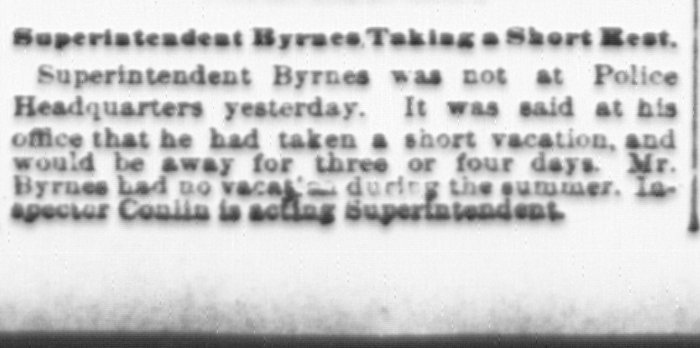 Superintendent Byrnes Taking a Short Rest.
Superintendent Byrnes was not at Police
Headquarters yesterday. It was said at his
office that he had taken a short vacation, and
would be away for three or four days. Mr.
Byrnes had no vacation during the summer. In-
spector Conlin is acting Superintendent.